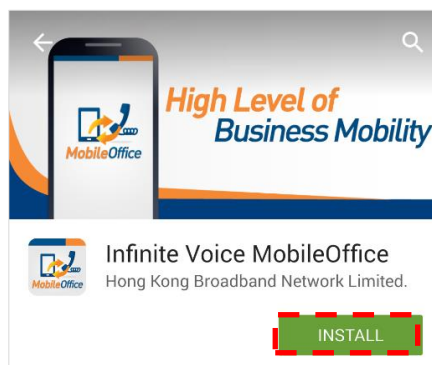 High Level of
Business Mobility
MobileOffice
Infinite Voice MobileOffice
MobileOffice
Hong Kong Broadband Network Limited.
INSTALL